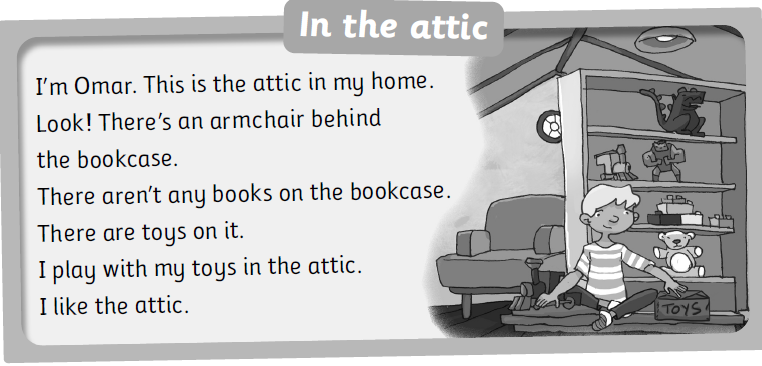 In the attic
I'm Omar. This is the attic in my home.
Look! There's an armchair behind
the bookcase.
There aren't any books on the bookcase.
There are toys on it.
I play with my toys in the attic.
I like the attic.
TOYS